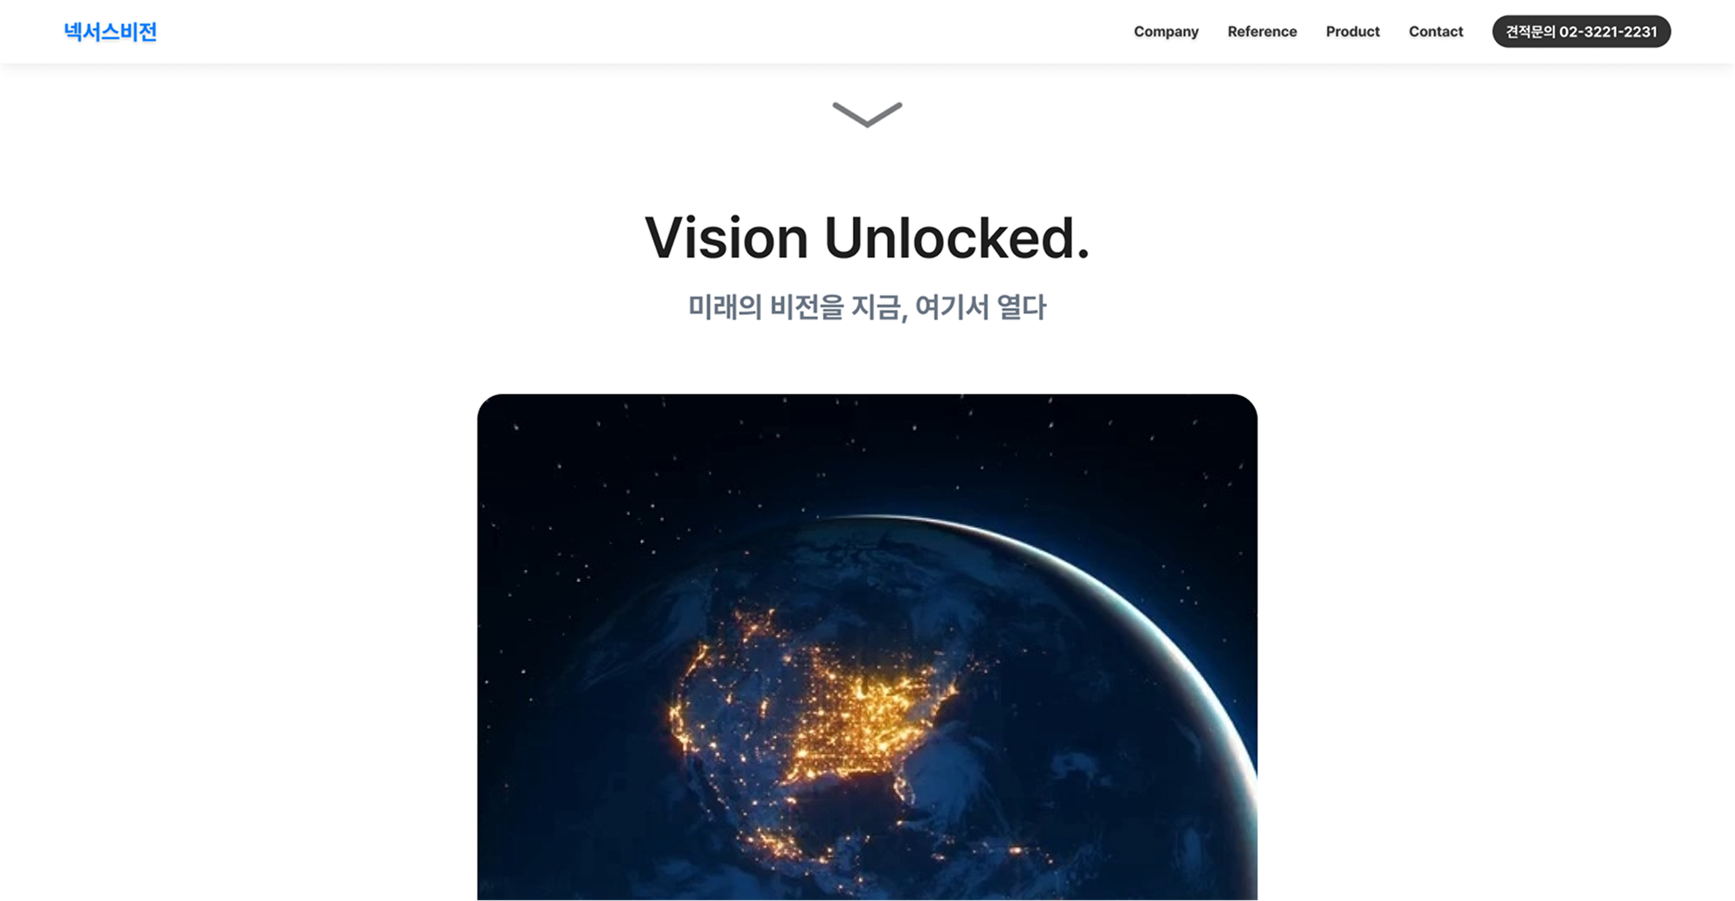 넥서스비전
Company
Reference
Product
Contact
견적문의 02-3221-2231
Vision Unlocked.
미래의 비전을 지금, 여기서 열다